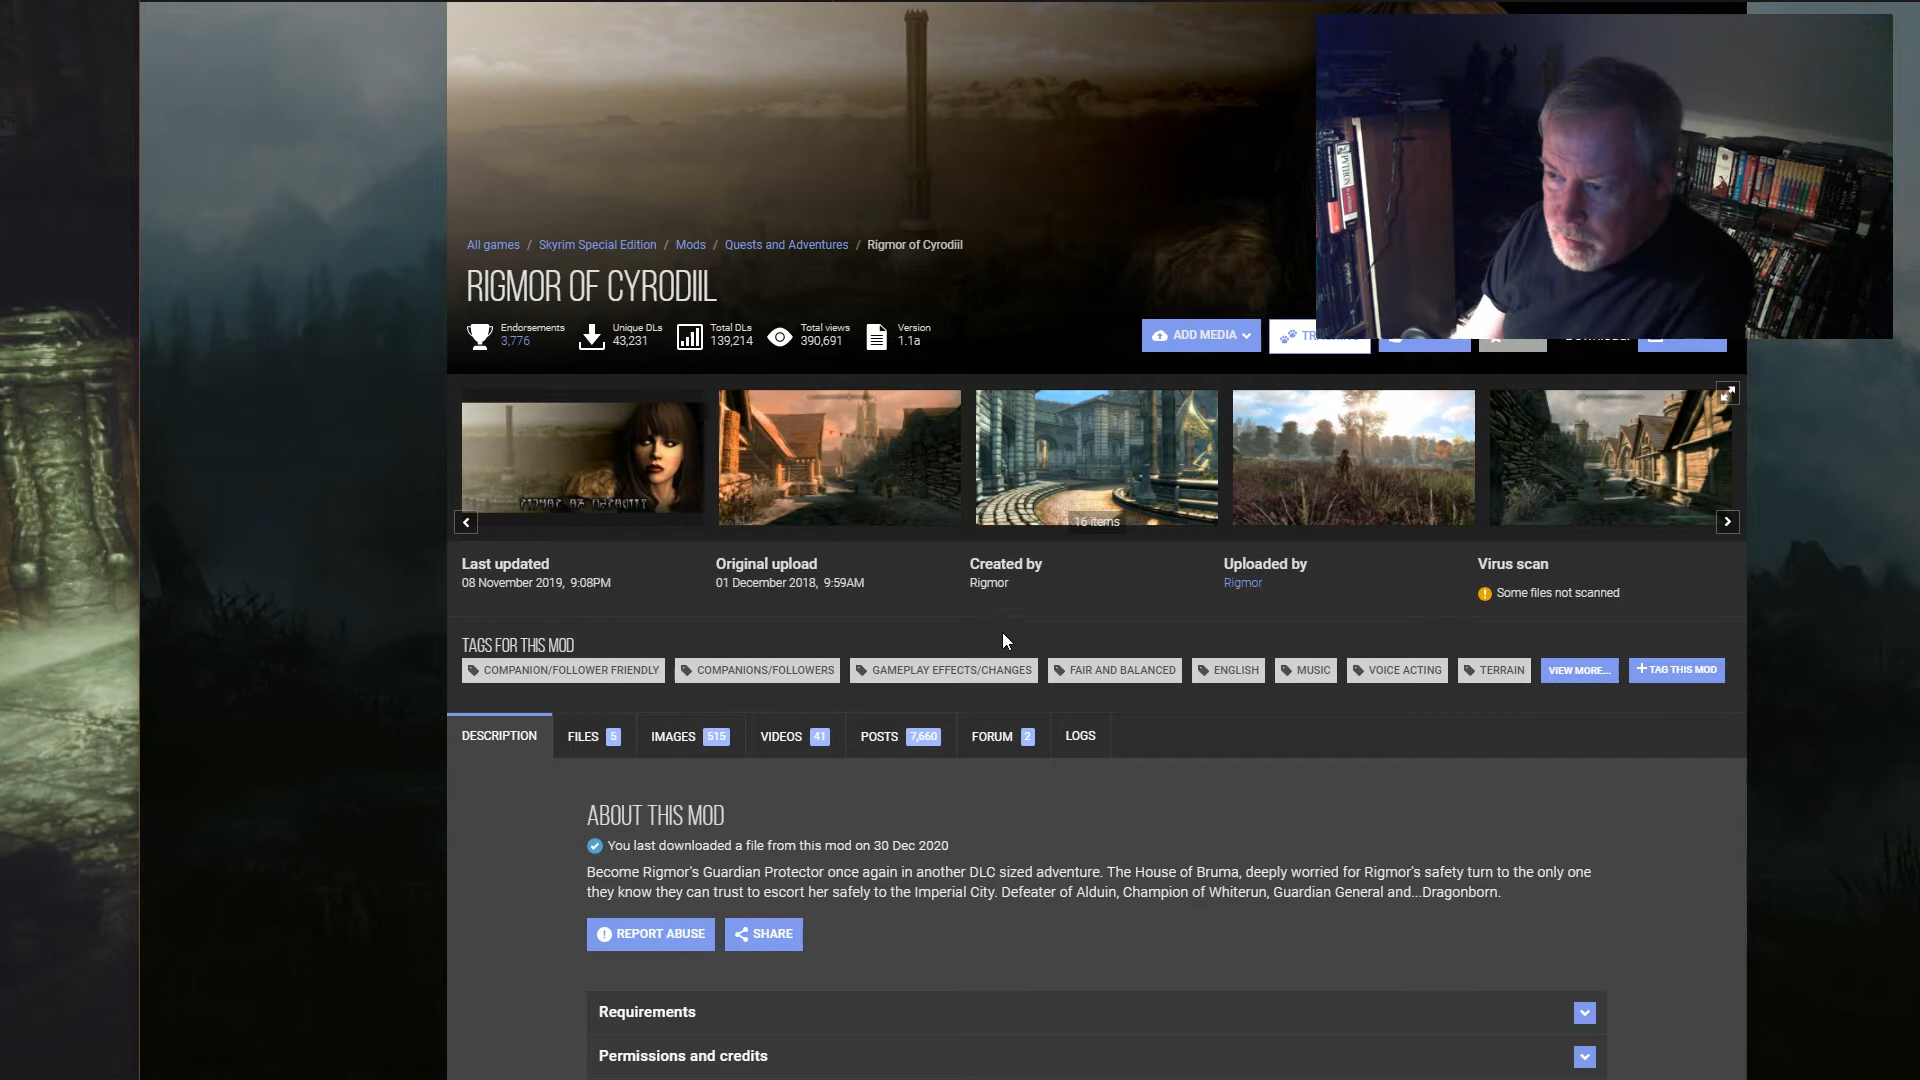 PYTHON
All games / Skyrim Special Edition / Mods / Quests and Adventures / Rigmor of Cyrodiil
RIGMOR OF CYRODIIL
Endorsements
3,776
Unique DLs
43,231
Total DLs
139,214
Total views
390,691
Version
1.1a
ADD MEDIA
16 items
Last updated
08 November 2019, 9:08PM
Original upload
01 December 2018, 9:59AM
Created by
Rigmor
Uploaded by
Rigmor
Virus scan
Some files not scanned
TAGS FOR THIS MOD
COMPANION/FOLLOWER FRIENDLY COMPANIONS/FOLLOWERS GAMEPLAY EFFECTS/CHANGES FAIR AND BALANCED ENGLISH MUSIC VOICE ACTING TERRAIN VIEW MORE... + TAG THIS MOD
DESCRIPTION FILES 5 IMAGES 515 VIDEOS 41 POSTS 7,660 FORUM 2 LOGS
ABOUT THIS MOD
You last downloaded a file from this mod on 30 Dec 2020
Become Rigmor's Guardian Protector once again in another DLC sized adventure. The House of Bruma, deeply worried for Rigmor's safety turn to the only one
they know they can trust to escort her safely to the Imperial City. Defeater of Alduin, Champion of Whiterun, Guardian General and...Dragonborn.
REPORT ABUSE SHARE
Requirements
Permissions and credits